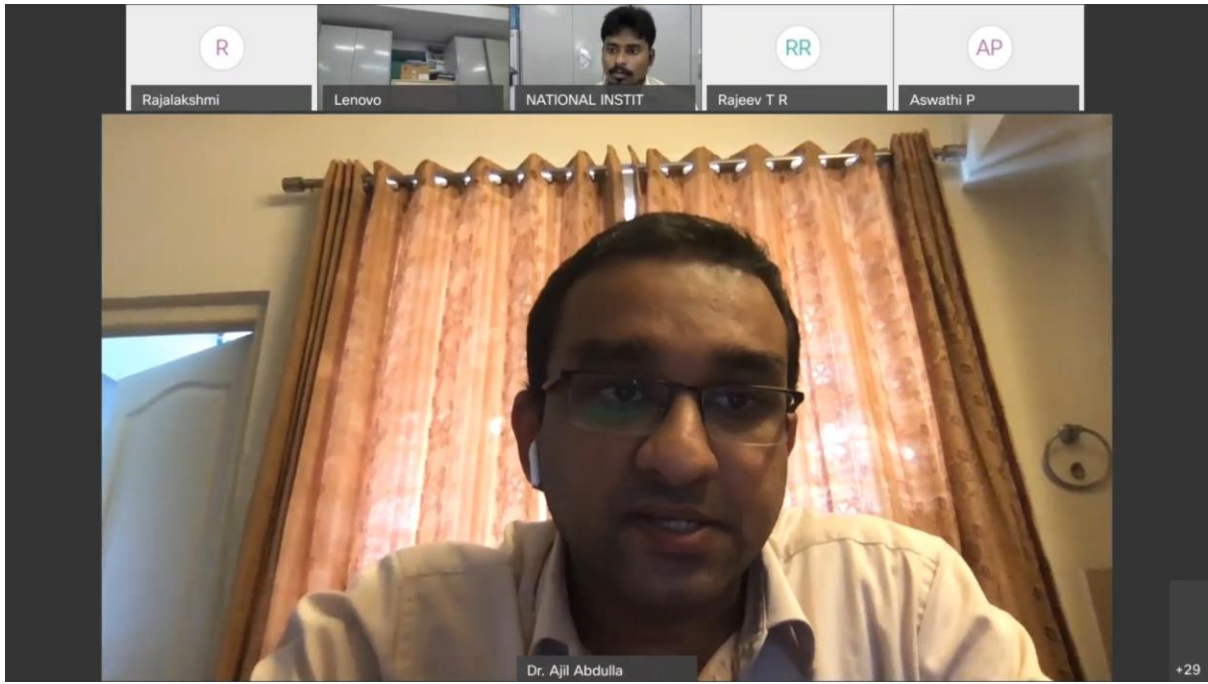 R
RR
AP
Rajalakshmi
Lenovo
NATIONAL INSTIT
Rajeev T R
Aswathi P
Dr. Ajil Abdulla
+29